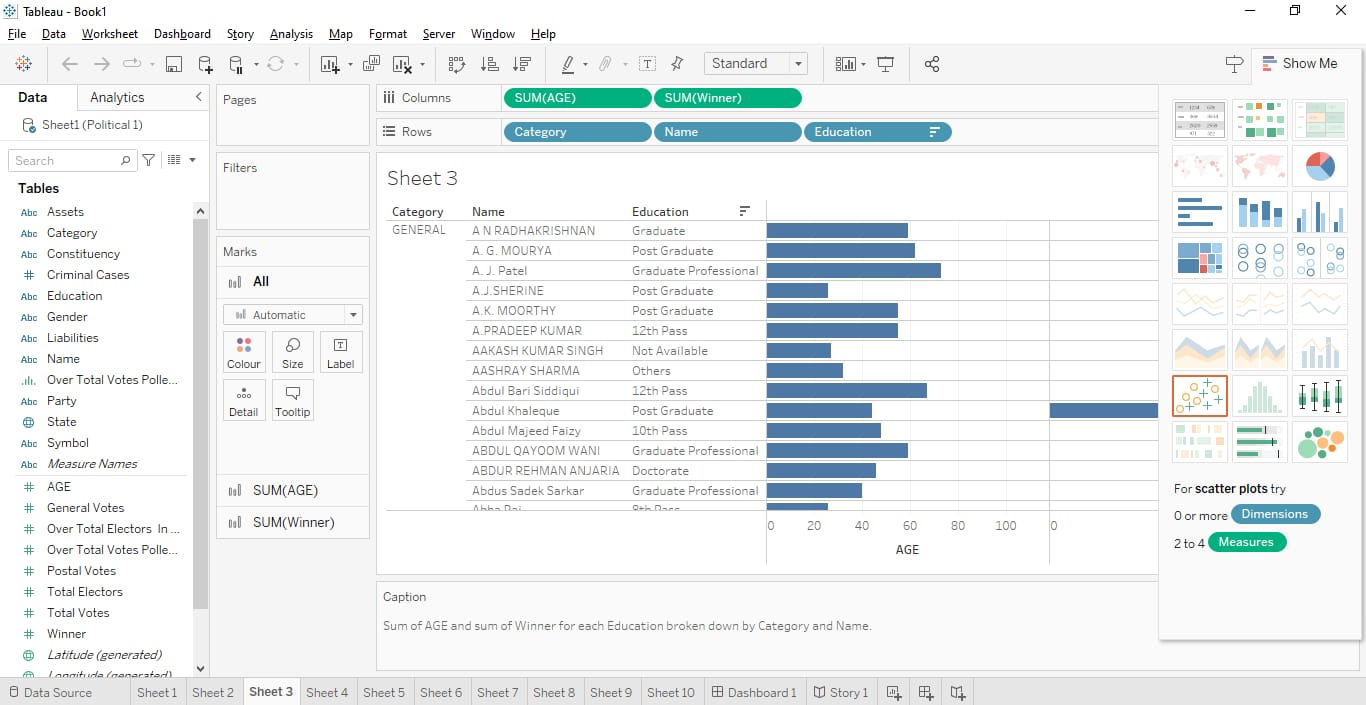 Tableau - Book1
File Data Worksheet Dashboard Story Analysis Map Format Server Window Help
Standard
Show Me
Data Analytics
Sheet1 (Political 1)
Search
Tables
Abc Assets
Abc Category
Abc Constituency
# Criminal Cases
Abc Education
Abc Gender
Abc Liabilities
Abc Name
Over Total Votes Polle...
Abc Party
State
Abc Symbol
Abc Measure Names
# AGE
# General Votes
# Over Total Electors In ...
# Over Total Votes Polle...
# Postal Votes
# Total Electors
# Total Votes
# Winner
Latitude (generated)
Longitude (generated)
Pages
Filters
Marks
All
Automatic
Colour Size Label
Detail Tooltip
SUM(AGE)
SUM(Winner)
Columns SUM(AGE) SUM(Winner)
Rows Category Name Education
Sheet 3
Category Name Education
GENERAL A N RADHAKRISHNAN Graduate
A. G. MOURYA Post Graduate
A. J. Patel Graduate Professional
A.J.SHERINE Post Graduate
A.K. MOORTHY Post Graduate
A.PRADEEP KUMAR 12th Pass
AAKASH KUMAR SINGH Not Available
AASHRAY SHARMA Others
Abdul Bari Siddiqui 12th Pass
Abdul Khaleque Post Graduate
Abdul Majeed Faizy 10th Pass
ABDUL QAYOOM WANI Graduate
ABDUR REHMAN ANJARIA Doctorate
Abdus Sadek Sarkar Graduate Professional
0 20 40 60 80 100 0
AGE
Caption
Sum of AGE and sum of Winner for each Education broken down by Category and Name.
For scatter plots try
0 or more Dimensions
2 to 4 Measures
Data Source Sheet 1 Sheet 2 Sheet 3 Sheet 4 Sheet 5 Sheet 6 Sheet 7 Sheet 8 Sheet 9 Sheet 10 Dashboard 1 Story 1